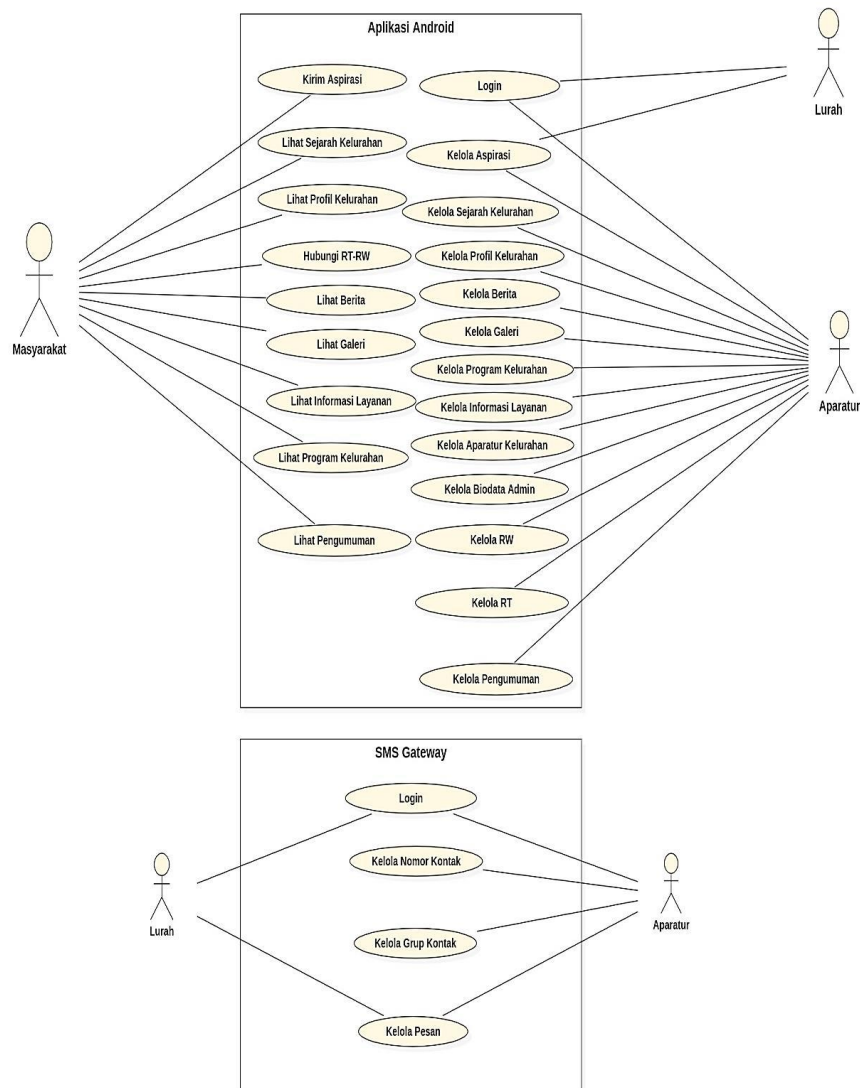 Aplikasi Android
Kirim Aspirasi
Login
Lihat Sejarah Kelurahan
Kelola Aspirasi
Lihat Profil Kelurahan
Kelola Sejarah Kelurahan
Hubungi RT-RW
Kelola Profil Kelurahan
Lihat Berita
Kelola Berita
Lihat Galeri
Kelola Galeri
Kelola Program Kelurahan
Lihat Informasi Layanan
Kelola Informasi Layanan
Kelola Aparatur Kelurahan
Lihat Program Kelurahan
Kelola Biodata Admin
Lihat Pengumuman
Kelola RW
Kelola RT
Kelola Pengumuman
Masyarakat
Lurah
Aparatur
SMS Gateway
Login
Kelola Nomor Kontak
Kelola Grup Kontak
Kelola Pesan
Lurah
Aparatur